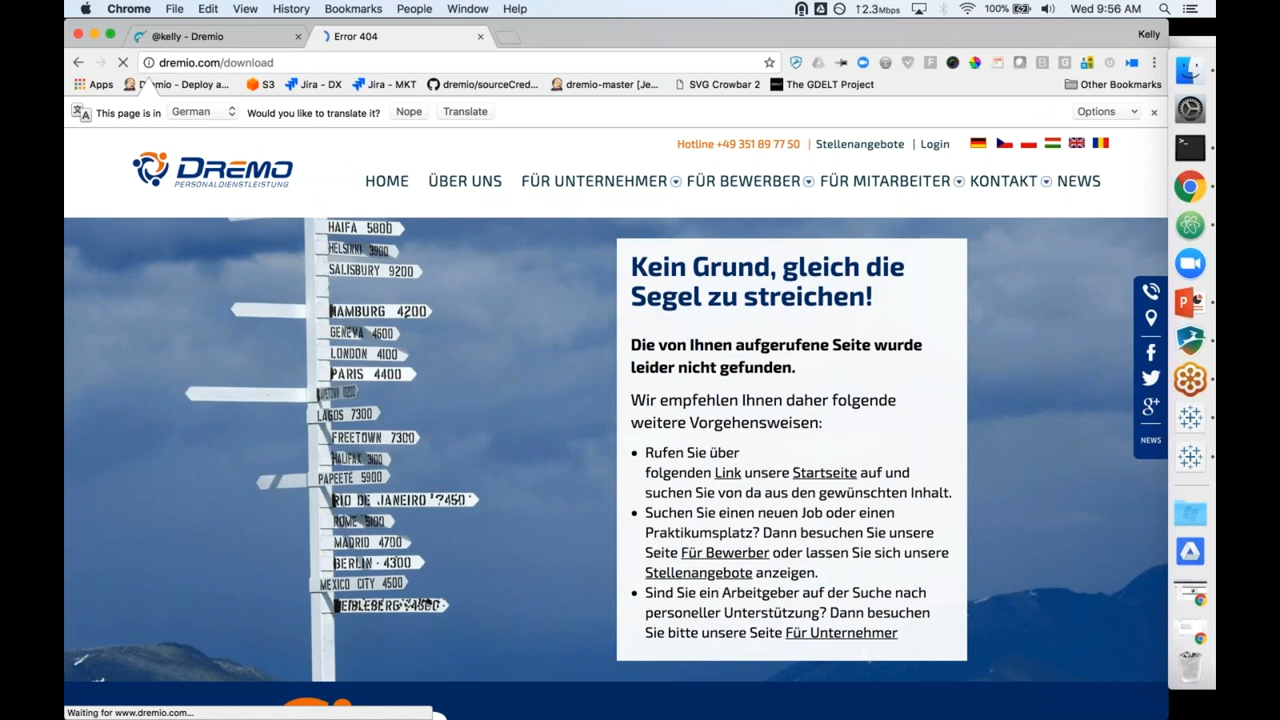 Chrome File Edit View History Bookmarks People Window Help
12.3Mbps 100% Wed 9:56 AM
@kelly - Dremio
Error 404
Kelly
dremio.com/download
Apps
Dremio - Deploy a...
S3
Jira - DX
Jira - MKT
dremio/sourceCred...
dremio-master [Je...
SVG Crowbar 2
The GDELT Project
Other Bookmarks
This page is in German Would you like to translate it? Nope Translate Options
Hotline +49 351 89 77 50 | Stellenangebote | Login
DREMO
PERSONALDIENSTLEISTUNG
HOME ÜBER UNS FÜR UNTERNEHMER FÜR BEWERBER FÜR MITARBEITER KONTAKT NEWS
HAIFA 5800
HELSINKI 3900
SALISBURY 9200
HAMBURG 4200
GENEVA 4600
LONDON 4100
PARIS 4400
LAGOS 7300
FREETOWN 7300
HALIFAX 3100
PAPEETE 5900
RIO DE JANEIRO 7450
ROME 5100
MADRID 4700
BERLIN · 4300
MEXICO CITY 4500
Kein Grund, gleich die
Segel zu streichen!
Die von Ihnen aufgerufene Seite wurde
leider nicht gefunden.
Wir empfehlen Ihnen daher folgende
weitere Vorgehensweisen:
Rufen Sie über
folgenden Link unsere Startseite auf und
suchen Sie von da aus den gewünschten Inhalt.
Suchen Sie einen neuen Job oder einen
Praktikumsplatz? Dann besuchen Sie unsere
Seite Für Bewerber oder lassen Sie sich unsere
Stellenangebote anzeigen.
Sind Sie ein Arbeitgeber auf der Suche nach
personeller Unterstützung? Dann besuchen
Sie bitte unsere Seite Für Unternehmer
NEWS
Waiting for www.dremio.com...